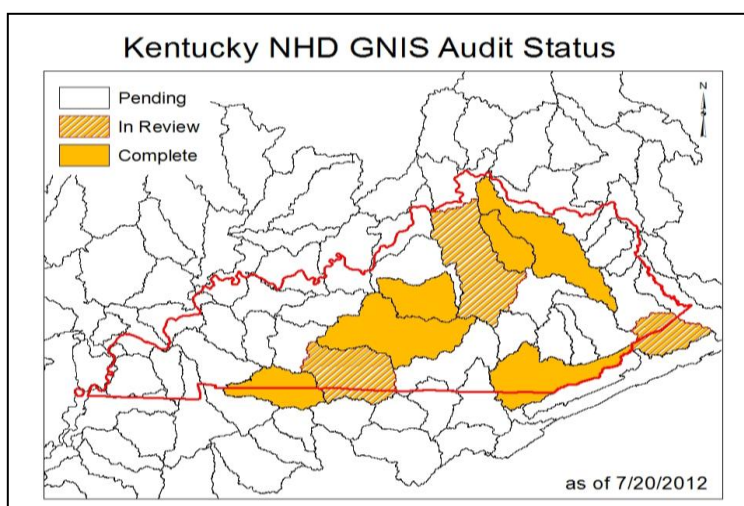 Kentucky NHD GNIS Audit Status
Pending
In Review
Complete
N
as of 7/20/2012